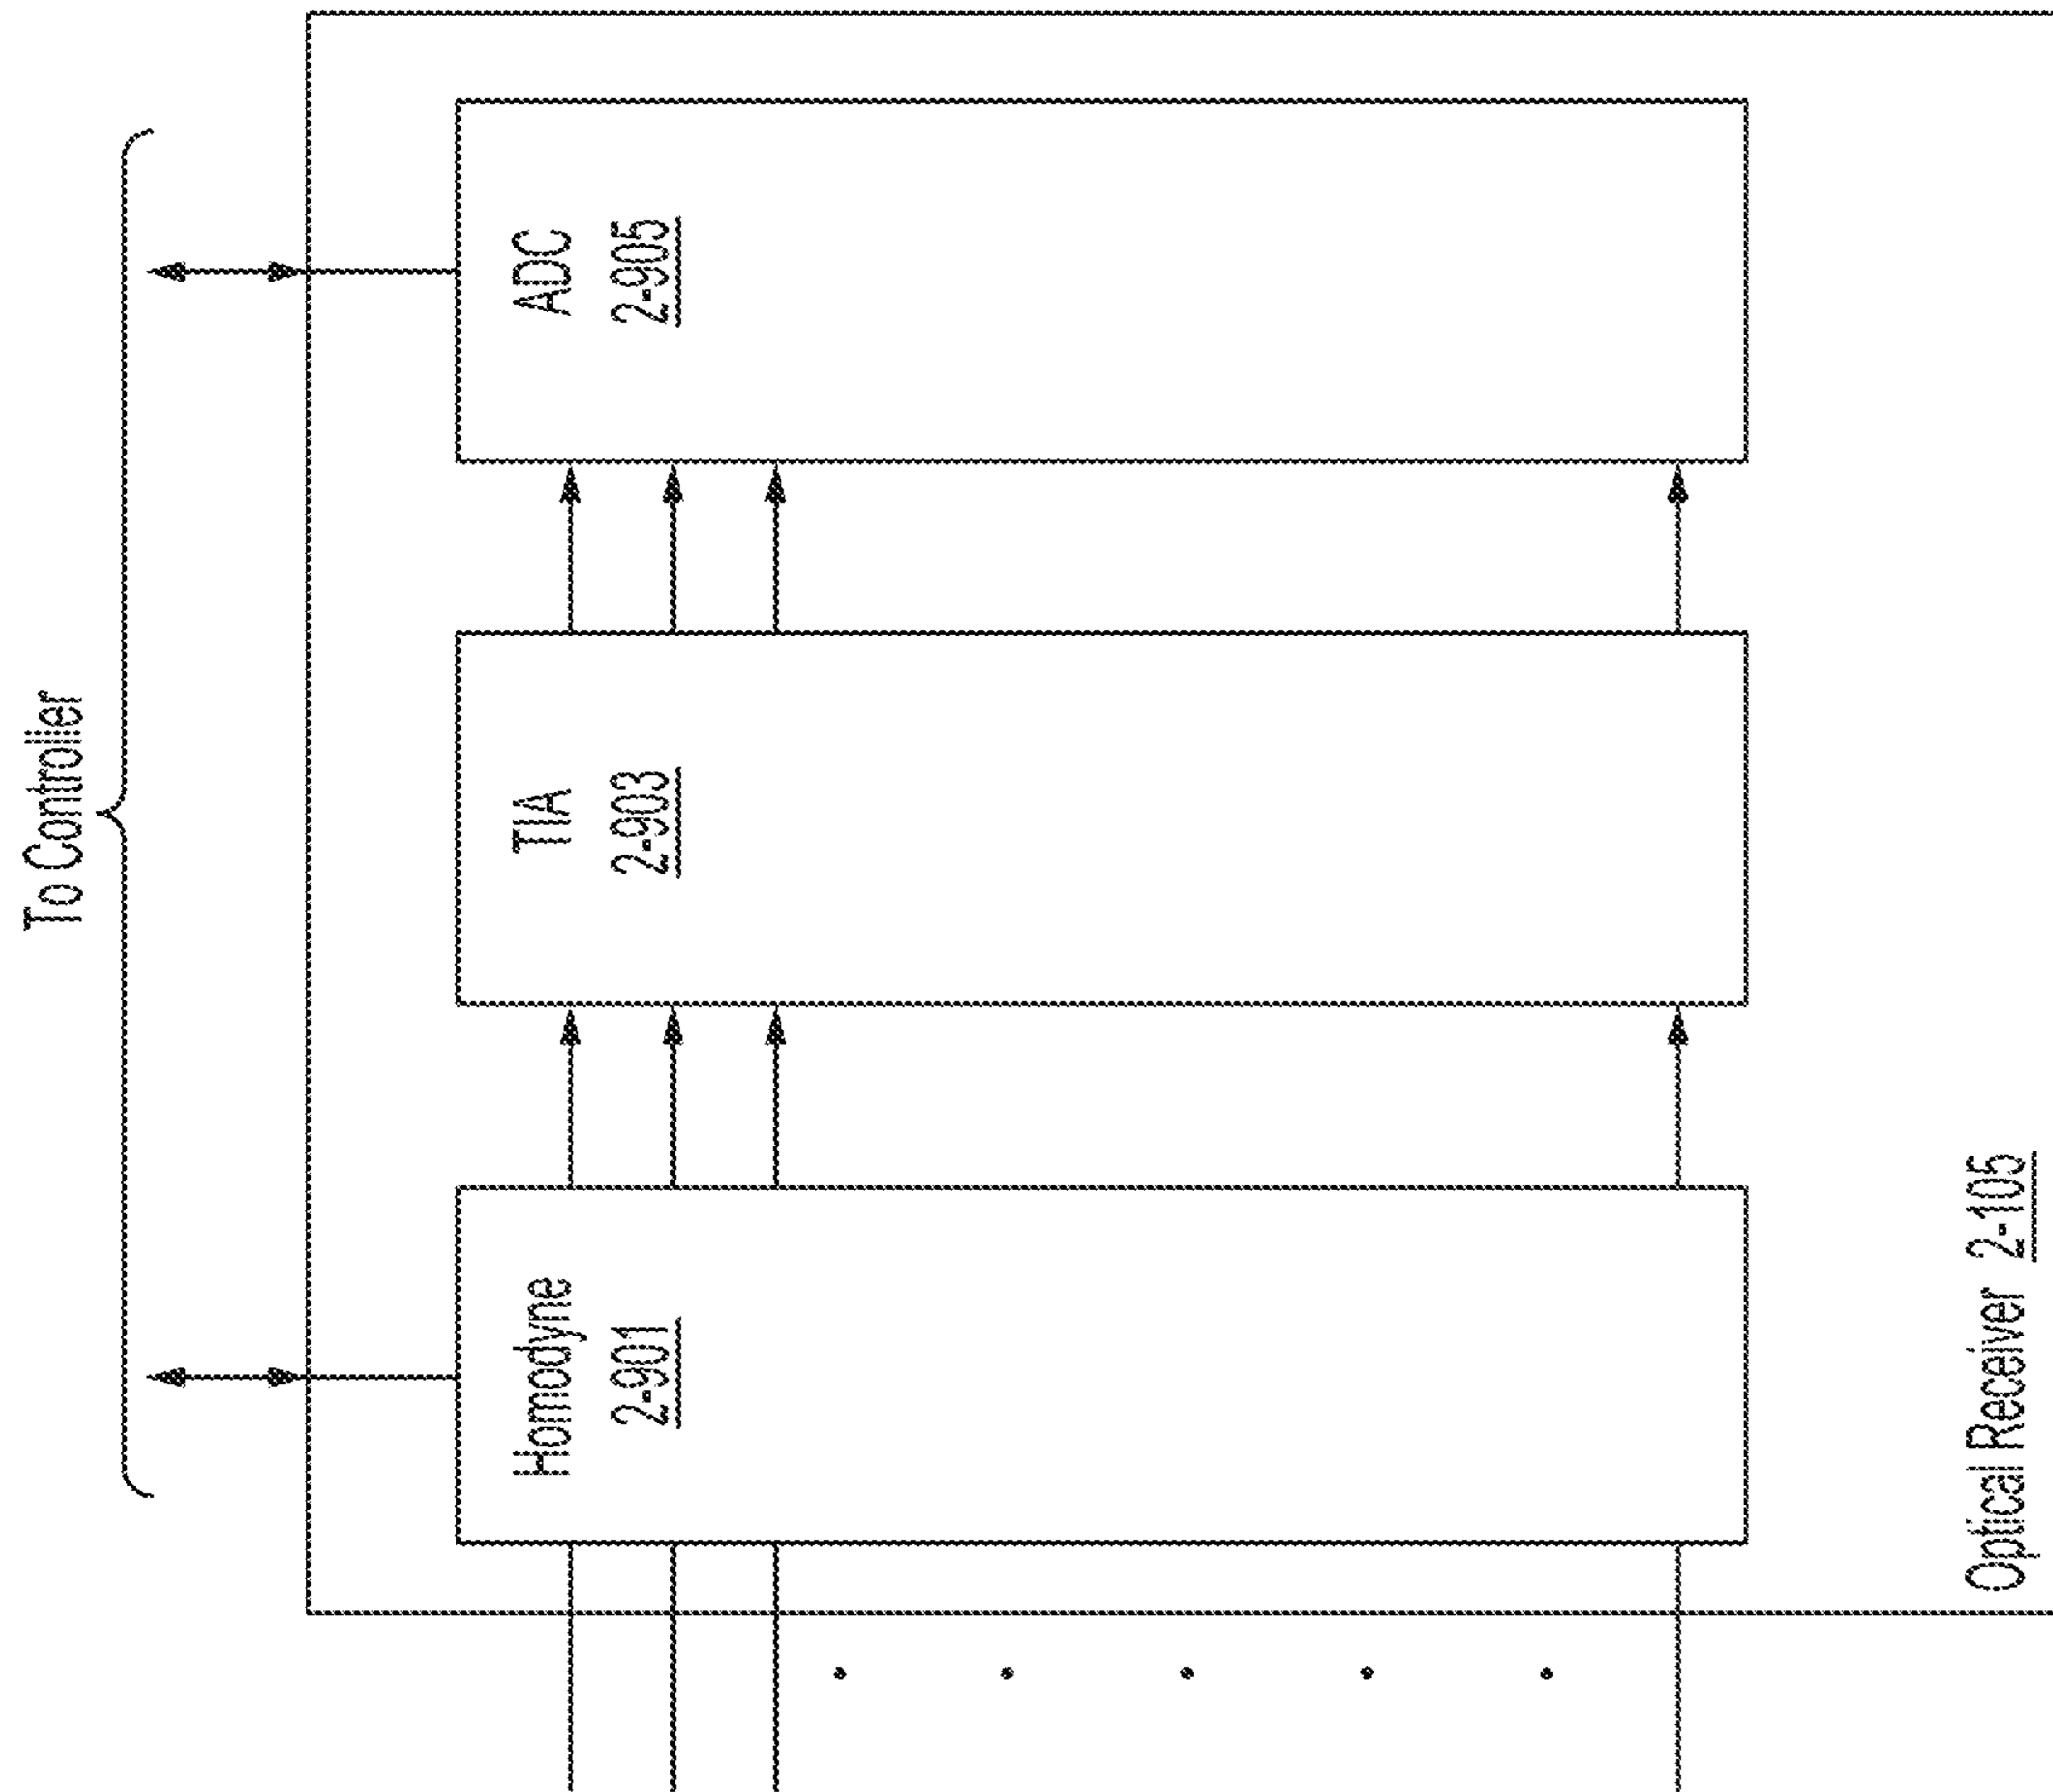 To Controller
Homodyne
2-901
TIA
2-903
ADC
2-905
Optical Receiver 2-105